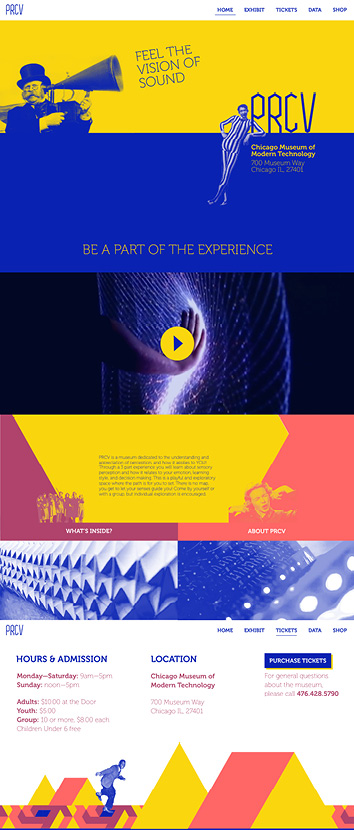 PRCV
HOME EXHIBIT TICKETS DATA SHOP
FEEL THE
VISION OF
SOUND
PRCV
Chicago Museum of
Modern Technology
700 Museum Way
Chicago IL, 27401
BE A PART OF THE EXPERIENCE
PRCV is a museum dedicated to the understanding and
of sensation, and how it relates to YOU!
Through a 3 part experience you will learn about sensory
perception and how it relates to your emotion, learning
style, and decision making. This is a playful and exploratory
space where the path is for you to set. There is no map,
you get to let your senses guide you! Come by yourself or
with a group, but individual exploration is encouraged.
WHAT'S INSIDE?
ABOUT PRCV
PRCV
HOME EXHIBIT TICKETS DATA SHOP
HOURS & ADMISSION
Monday—Saturday: 9am—5pm
Sunday: noon—5pm
Adults: $10.00 at the Door
Youth: $5.00
Group: 10 or more, $8.00 each
Children Under 6 free
LOCATION
Chicago Museum of
Modern Technology
700 Museum Way
Chicago IL, 27401
PURCHASE TICKETS
For general questions
about the museum,
please call 476.428.5790